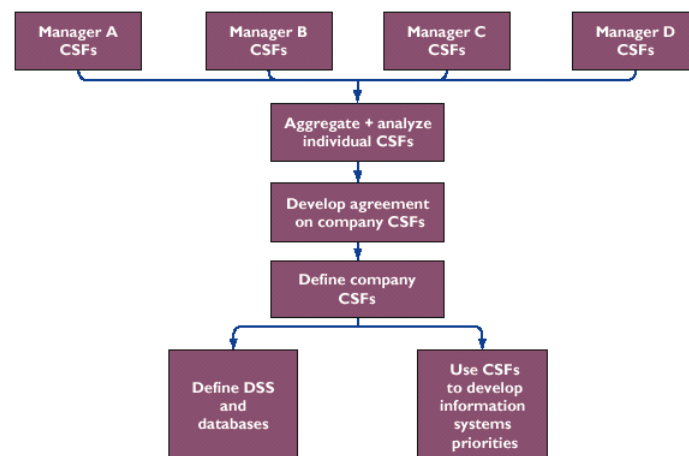 Manager A
CSFs
Manager B
CSFs
Manager C
CSFs
Manager D
CSFs
Aggregate + analyze
individual CSFs
Develop agreement
on company CSFs
Define company
CSFs
Define DSS
and
databases
Use CSFs
to develop
information
systems
priorities